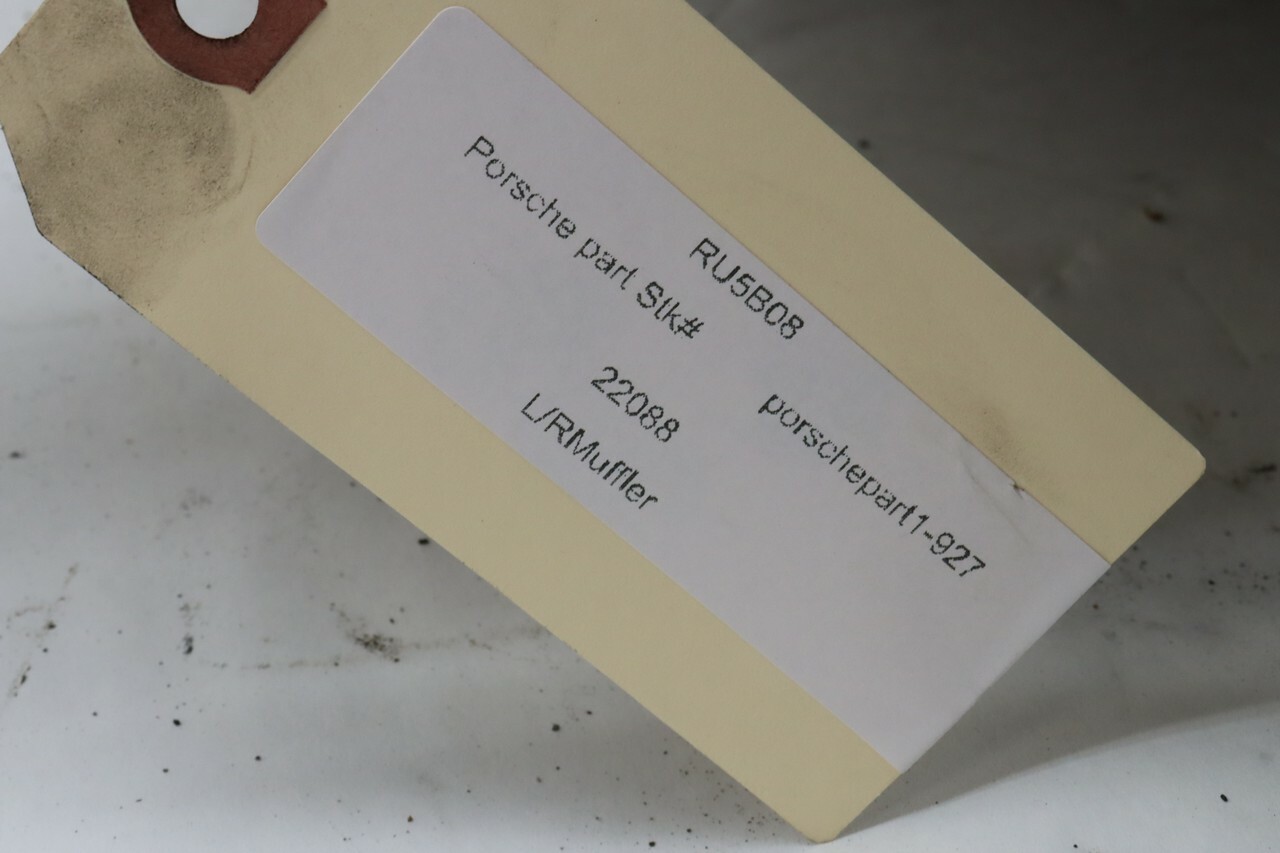 RU5B08
Porsche part Stk#
porschepart1-927
22088
L/RMuffler